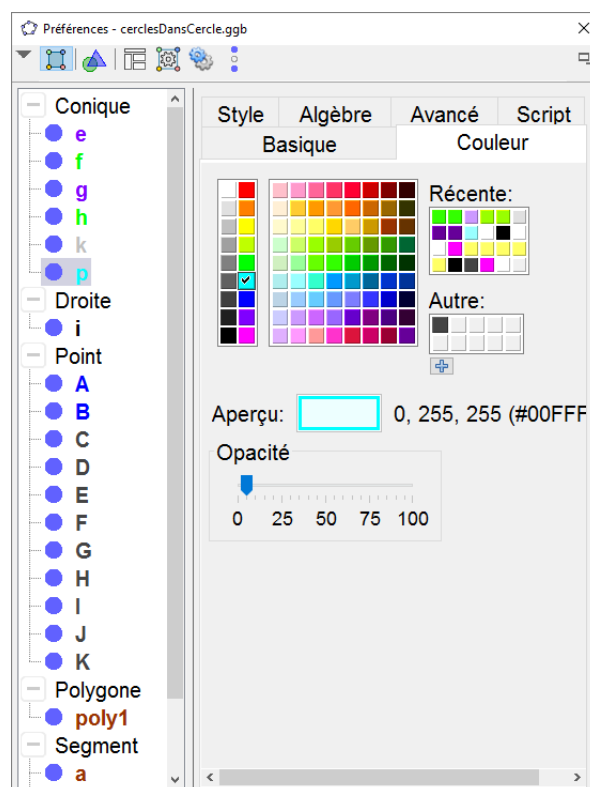 Préférences - cerclesDansCercle.ggb
Conique
e
f
g
h
k
p
Droite
i
Point
A
B
C
D
E
F
G
H
I
J
K
Polygone
poly1
Segment
a
Style Algèbre Avancé Script
Basique Couleur
Récente:
Autre:
Aperçu: 0, 255, 255 (#00FFF
Opacité
0 25 50 75 100